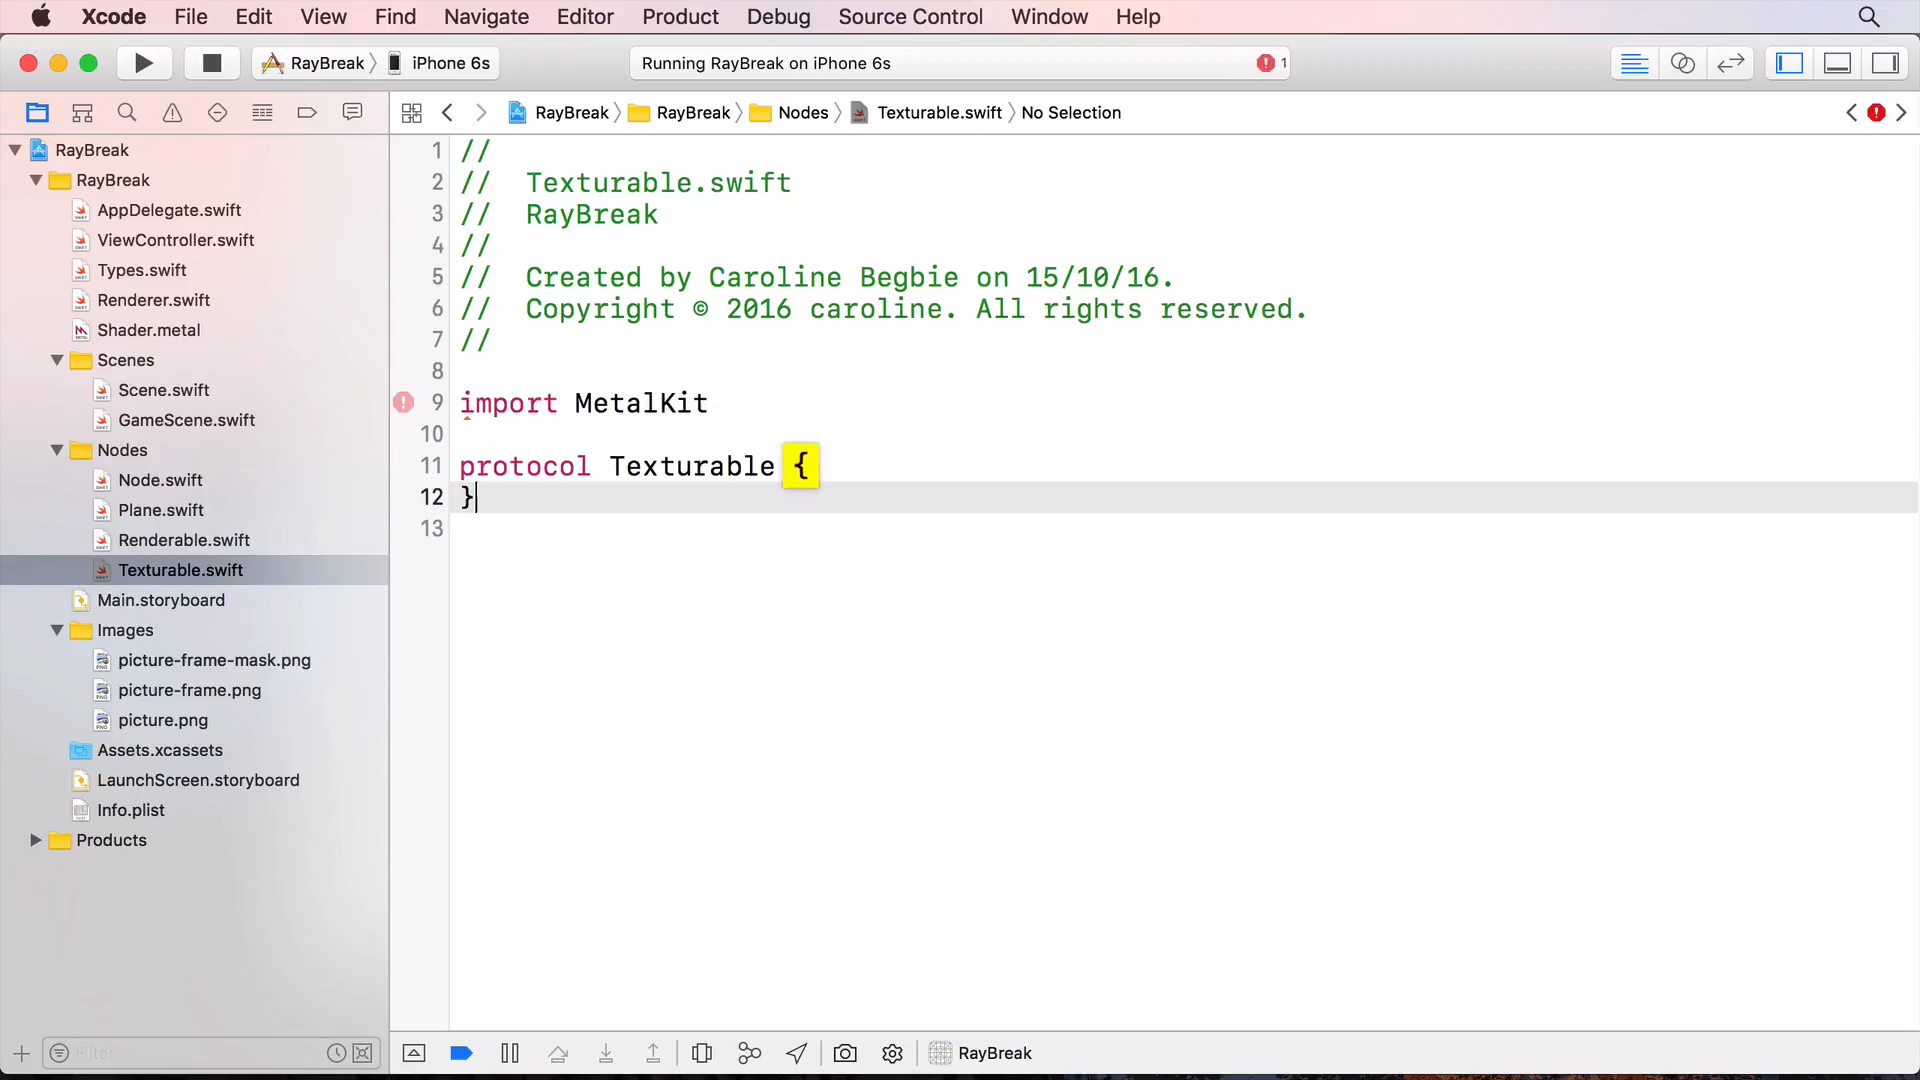 Xcode File Edit View Find Navigate Editor Product Debug Source Control Window Help
RayBreak iPhone 6s Running RayBreak on iPhone 6s 1
RayBreak RayBreak Nodes Texturable.swift No Selection
RayBreak
RayBreak
AppDelegate.swift
ViewController.swift
Types.swift
Renderer.swift
Shader.metal
Scenes
Scene.swift
GameScene.swift
Nodes
Node.swift
Plane.swift
Renderable.swift
Texturable.swift
Main.storyboard
Images
picture-frame-mask.png
picture-frame.png
picture.png
Assets.xcassets
LaunchScreen.storyboard
Info.plist
Products
Filter
1 //
2 //  Texturable.swift
3 //  RayBreak
4 //
5 //  Created by Caroline Begbie on 15/10/16.
6 //  Copyright © 2016 caroline. All rights reserved.
7 //
8
9 import MetalKit
10
11 protocol Texturable {
12 }
13
RayBreak